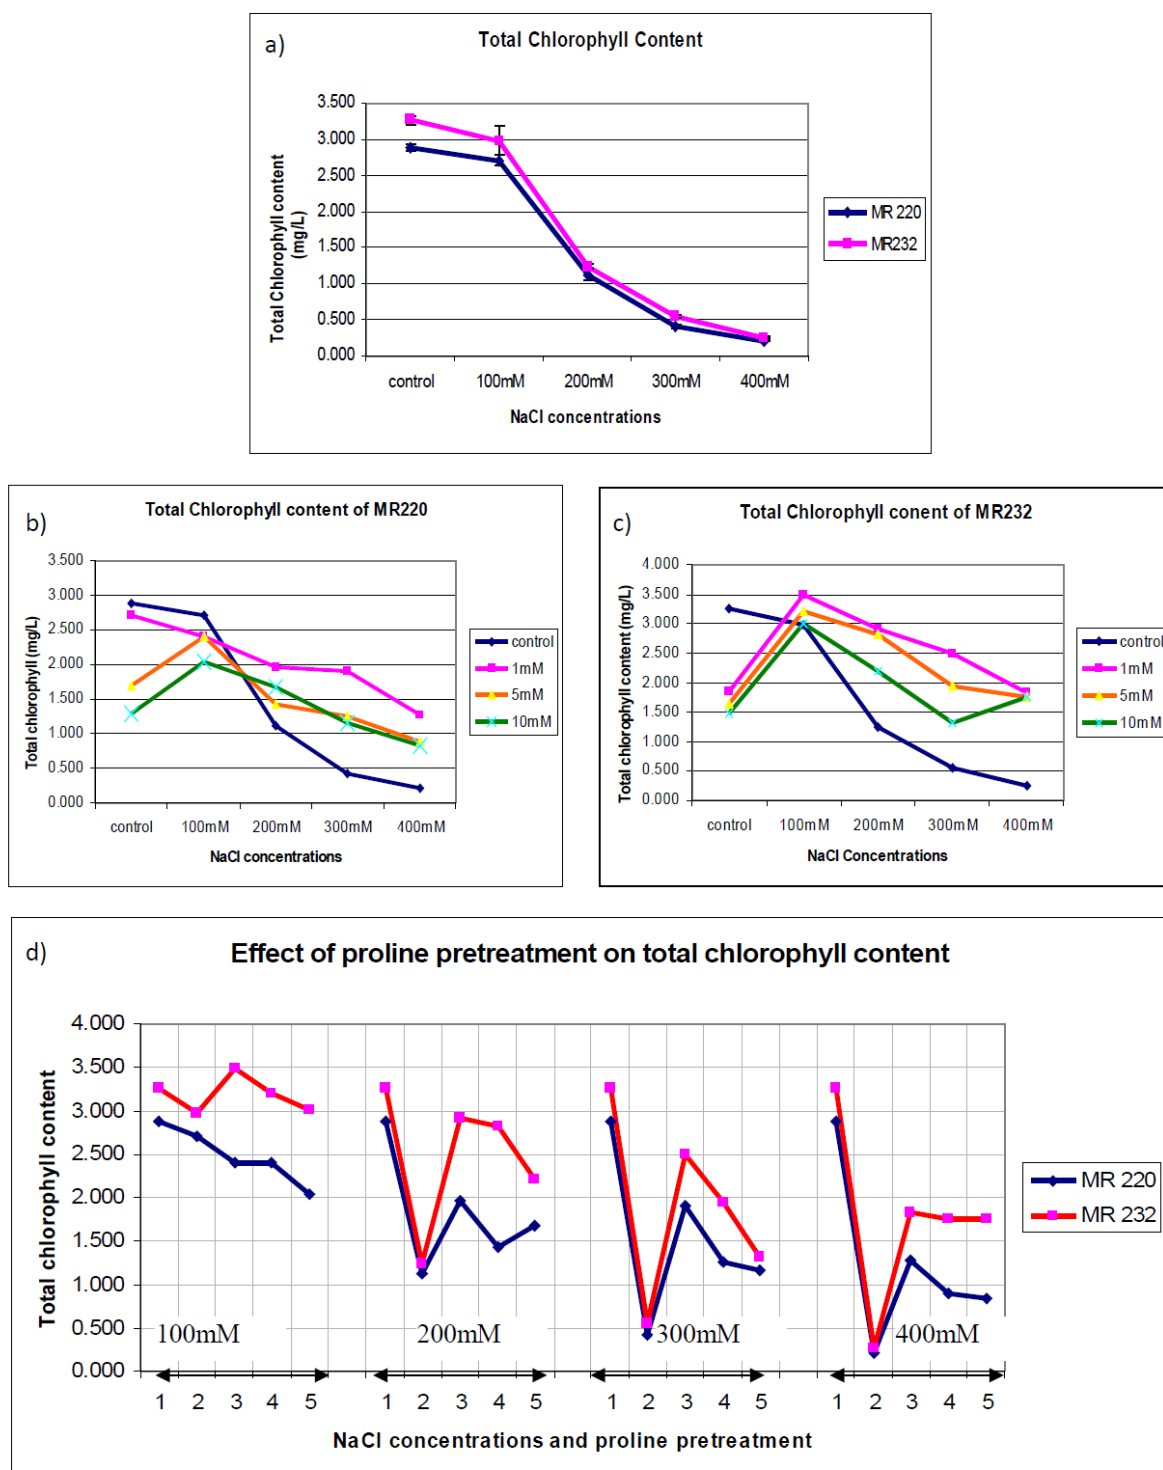 a)
Total Chlorophyll Content
Total Chlorophyll content
(mg/L)
3.500
3.000
2.500
2.000
1.500
1.000
0.500
0.000
control 100mM 200mM 300mM 400mM
NaCl concentrations
MR 220
MR232
b)
Total Chlorophyll content of MR220
Total chlorophyll (mg/L)
3.500
3.000
2.500
2.000
1.500
1.000
0.500
0.000
control 100mM 200mM 300mM 400mM
NaCl concentrations
control
1mM
5mM
10mM
c)
Total Chlorophyll conent of MR232
Total chlorophyll content (mg/L)
4.000
3.500
3.000
2.500
2.000
1.500
1.000
0.500
0.000
control 100mM 200mM 300mM 400mM
NaCl Concentrations
control
1mM
5mM
10mM
d)
Effect of proline pretreatment on total chlorophyll content
Total chlorophyll content
4.000
3.500
3.000
2.500
2.000
1.500
1.000
0.500
0.000
100mM 200mM 300mM 400mM
1 2 3 4 5 1 2 3 4 5 1 2 3 4 5 1 2 3 4 5
NaCl concentrations and proline pretreatment
MR 220
MR 232